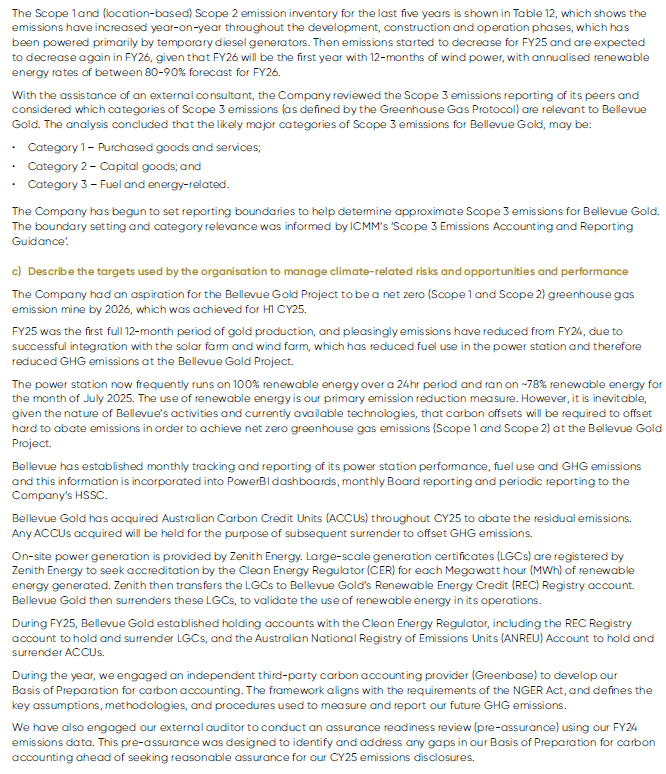 The Scope 1 and (location-based) Scope 2 emission inventory for the last five years is shown in Table 12, which shows the
emissions have increased year-on-year throughout the development, construction and operation phases, which has
been powered primarily by temporary diesel generators. Then emissions started to decrease for FY25 and are expected
to decrease again in FY26, given that FY26 will be the first year with 12-months of wind power, with annualised renewable
energy rates of between 80-90% forecast for FY26.
With the assistance of an external consultant, the Company reviewed the Scope 3 emissions reporting of its peers and
considered which categories of Scope 3 emissions (as defined by the Greenhouse Gas Protocol) are relevant to Bellevue
Gold. The analysis concluded that the likely major categories of Scope 3 emissions for Bellevue Gold, may be:
• Category 1 – Purchased goods and services;
• Category 2 – Capital goods; and
• Category 3 – Fuel and energy-related.
The Company has begun to set reporting boundaries to help determine approximate Scope 3 emissions for Bellevue Gold.
The boundary setting and category relevance was informed by ICMM's 'Scope 3 Emissions Accounting and Reporting
Guidance'.
c) Describe the targets used by the organisation to manage climate-related risks and opportunities and performance
The Company had an aspiration for the Bellevue Gold Project to be a net zero (Scope 1 and Scope 2) greenhouse gas
emission mine by 2026, which was achieved for H1 CY25.
FY25 was the first full 12-month period of gold production, and pleasingly emissions have reduced from FY24, due to
successful integration with the solar farm and wind farm, which has reduced fuel use in the power station and therefore
reduced GHG emissions at the Bellevue Gold Project.
The power station now frequently runs on 100% renewable energy over a 24hr period and ran on ~78% renewable energy for
the month of July 2025. The use of renewable energy is our primary emission reduction measure. However, it is inevitable,
given the nature of Bellevue's activities and currently available technologies, that carbon offsets will be required to offset
hard to abate emissions in order to achieve net zero greenhouse gas emissions (Scope 1 and Scope 2) at the Bellevue Gold
Project.
Bellevue has established monthly tracking and reporting of its power station performance, fuel use and GHG emissions
and this information is incorporated into PowerBI dashboards, monthly Board reporting and periodic reporting to the
Company's HSSC.
Bellevue Gold has acquired Australian Carbon Credit Units (ACCUs) throughout CY25 to abate the residual emissions.
Any ACCUs acquired will be held for the purpose of subsequent surrender to offset GHG emissions.
On-site power generation is provided by Zenith Energy. Large-scale generation certificates (LGCs) are registered by
Zenith Energy to seek accreditation by the Clean Energy Regulator (CER) for each Megawatt hour (MWh) of renewable
energy generated. Zenith then transfers the LGCs to Bellevue Gold's Renewable Energy Credit (REC) Registry account.
Bellevue Gold then surrenders these LGCs, to validate the use of renewable energy in its operations.
During FY25, Bellevue Gold established holding accounts with the Clean Energy Regulator, including the REC Registry
account to hold and surrender LGCs, and the Australian National Registry of Emissions Units (ANREU) Account to hold and
surrender ACCUs.
During the year, we engaged an independent third-party carbon accounting provider (Greenbase) to develop our
Basis of Preparation for carbon accounting. The framework aligns with the requirements of the NGER Act, and defines the
key assumptions, methodologies, and procedures used to measure and report our future GHG emissions.
We have also engaged our external auditor to conduct an assurance readiness review (pre-assurance) using our FY24
emissions data. This pre-assurance was designed to identify and address any gaps in our Basis of Preparation for carbon
accounting ahead of seeking reasonable assurance for our CY25 emissions disclosures.